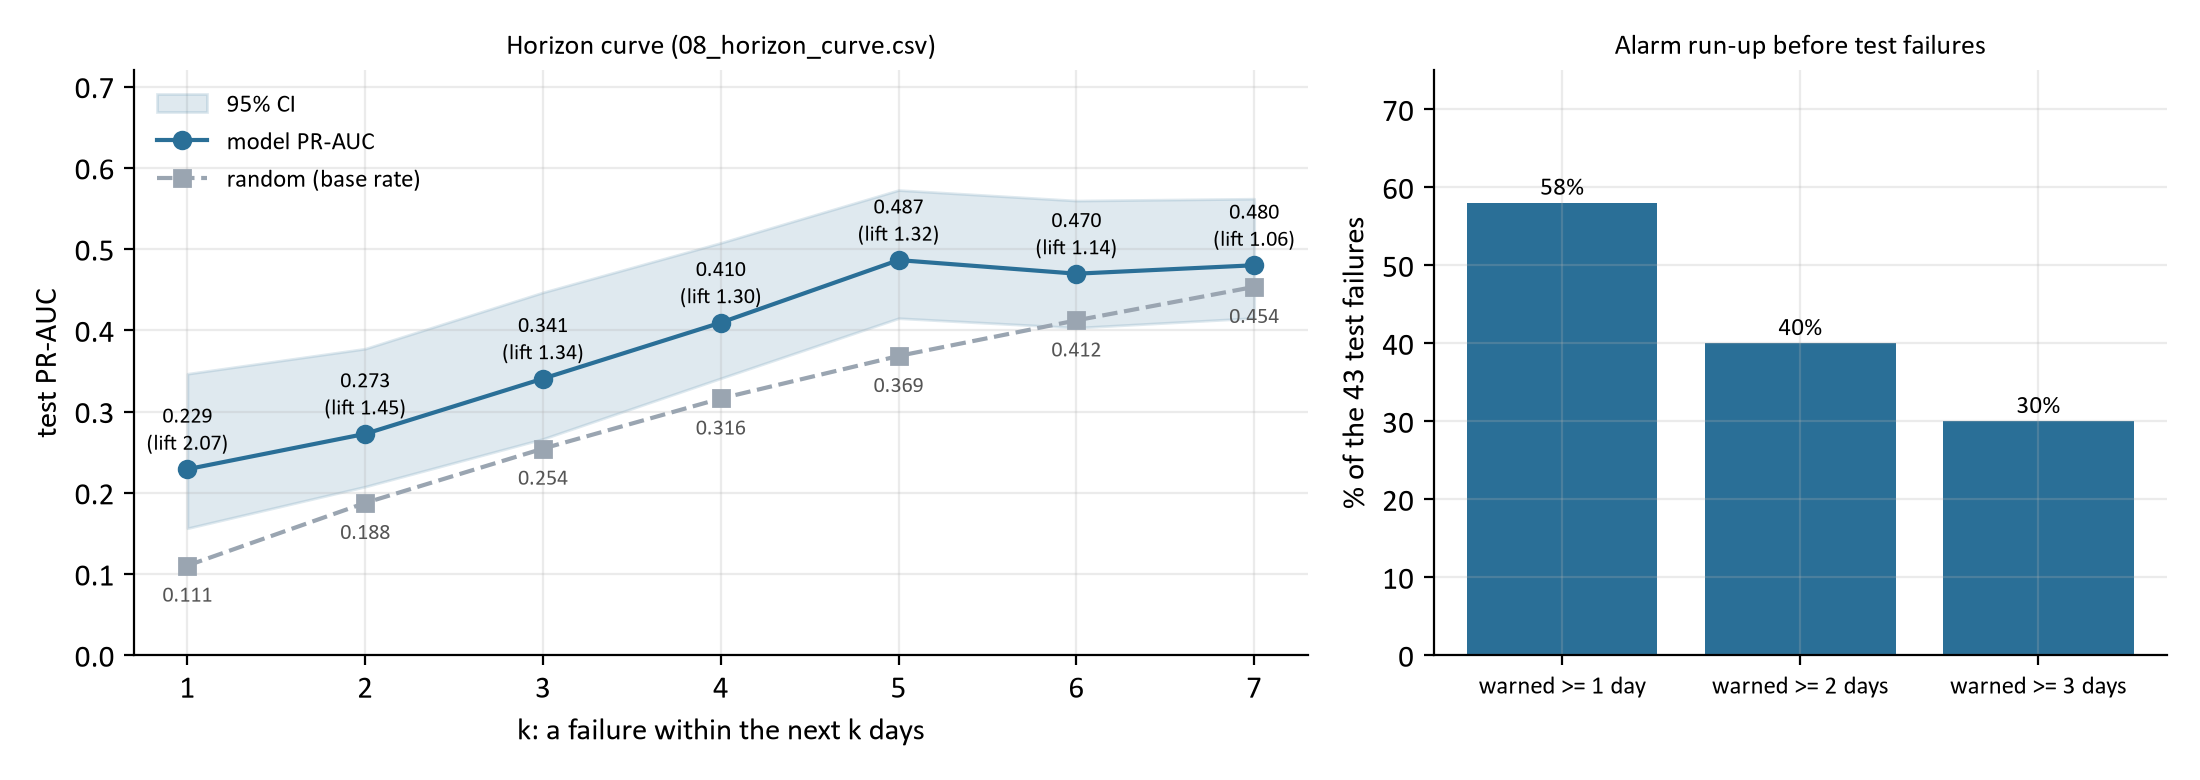 Horizon curve (08_horizon_curve.csv)
test PR-AUC
0.7
0.6
0.5
0.4
0.3
0.2
0.1
0.0
95% CI
model PR-AUC
random (base rate)
0.229
(lift 2.07)
0.273
(lift 1.45)
0.341
(lift 1.34)
0.410
(lift 1.30)
0.487
(lift 1.32)
0.470
(lift 1.14)
0.480
(lift 1.06)
0.111
0.188
0.254
0.316
0.369
0.412
0.454
1 2 3 4 5 6 7
k: a failure within the next k days
Alarm run-up before test failures
% of the 43 test failures
70
60
50
40
30
20
10
0
58%
40%
30%
warned >= 1 day
warned >= 2 days
warned >= 3 days